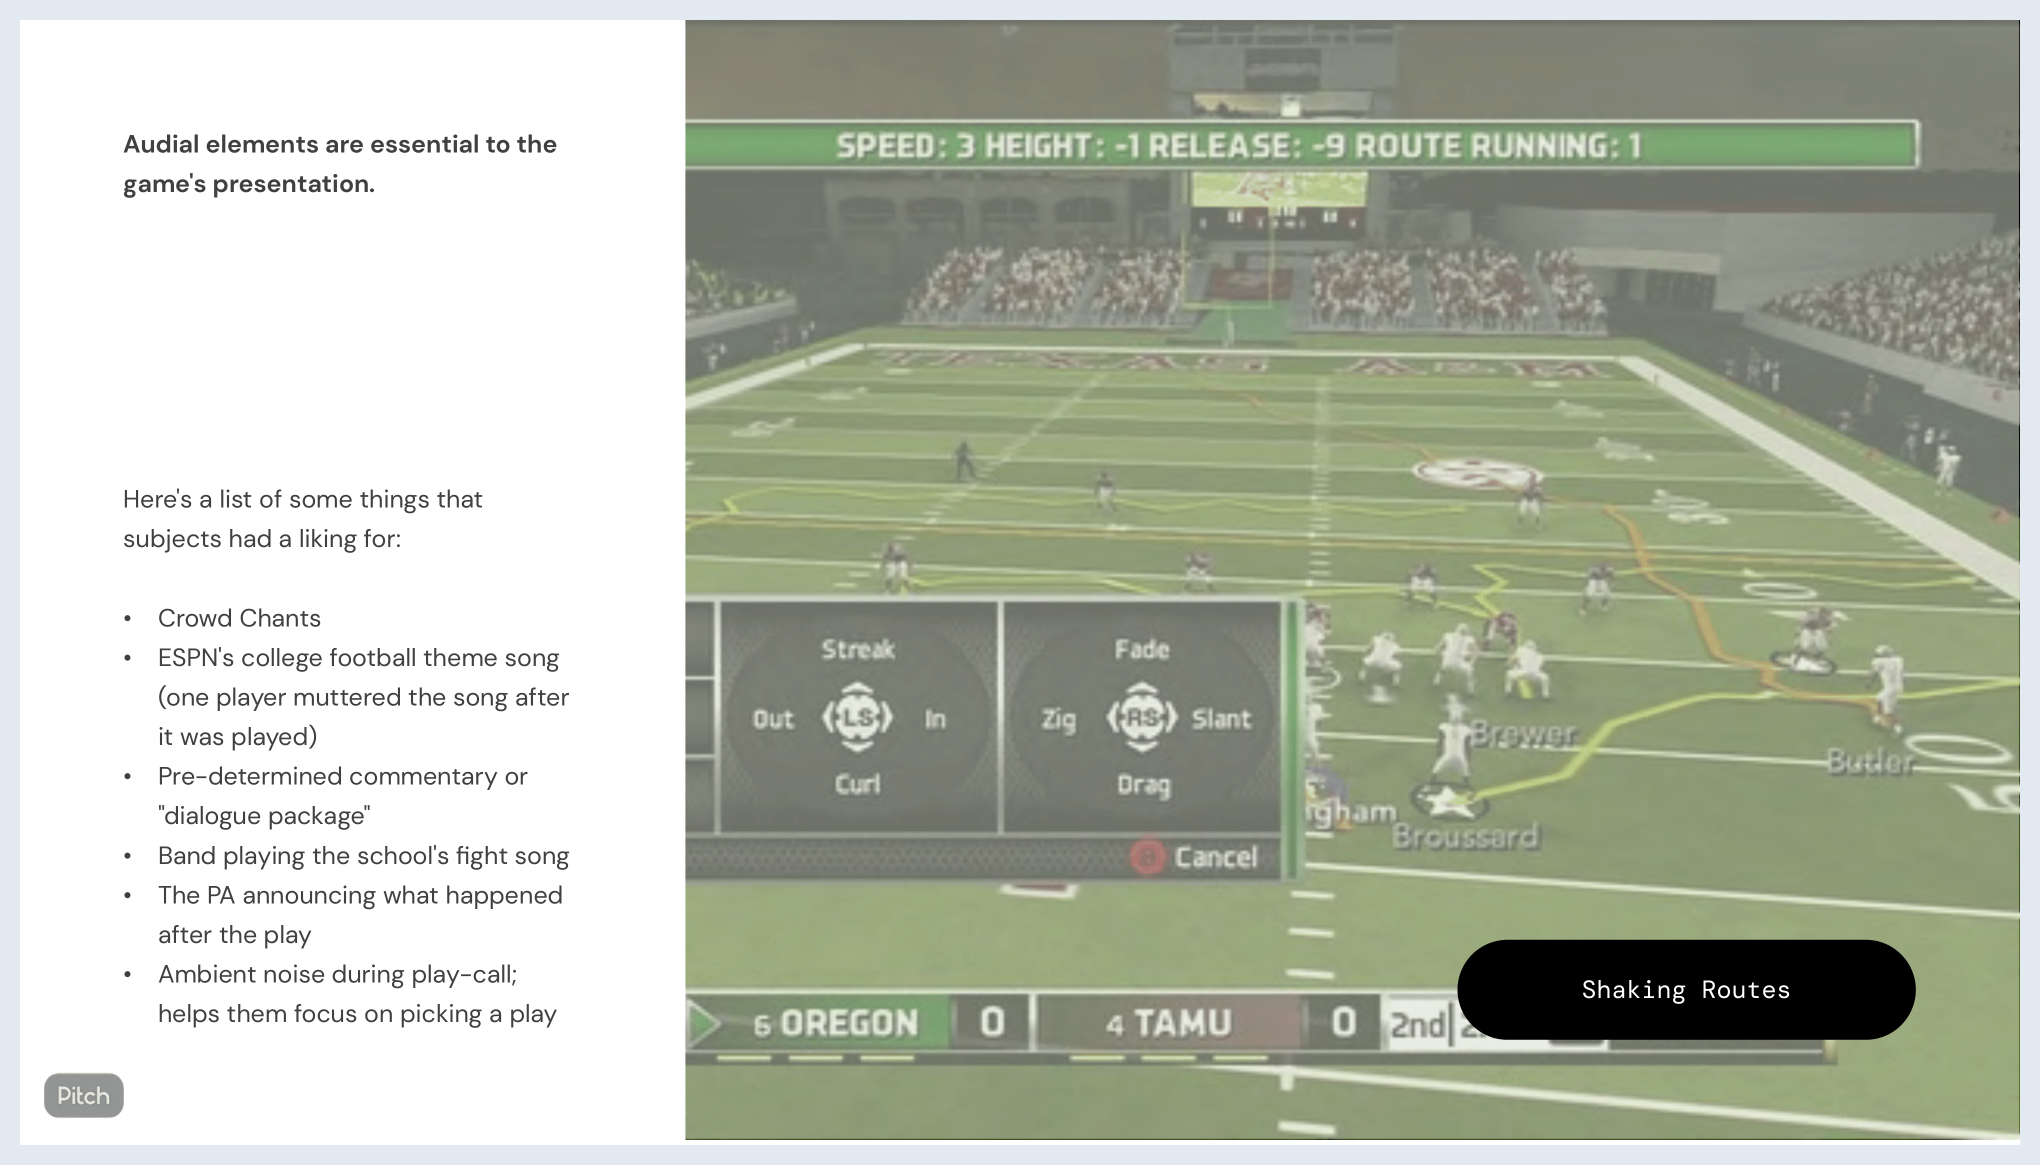 Audial elements are essential to the
game's presentation.
Here's a list of some things that
subjects had a liking for:
• Crowd Chants
• ESPN's college football theme song
(one player muttered the song after
it was played)
• Pre-determined commentary or
"dialogue package"
• Band playing the school's fight song
• The PA announcing what happened
after the play
• Ambient noise during play-call;
helps them focus on picking a play
Pitch
SPEED: 3 HEIGHT: -1 RELEASE: -9 ROUTE RUNNING: 1
TEXAS A&M
Streak
Out LS In
Curl
Fade
Zig RS Slant
Drag
Cancel
Brewer
Butler
gham
Broussard
Shaking Routes
6 OREGON 0 4 TAMU 0 2nd